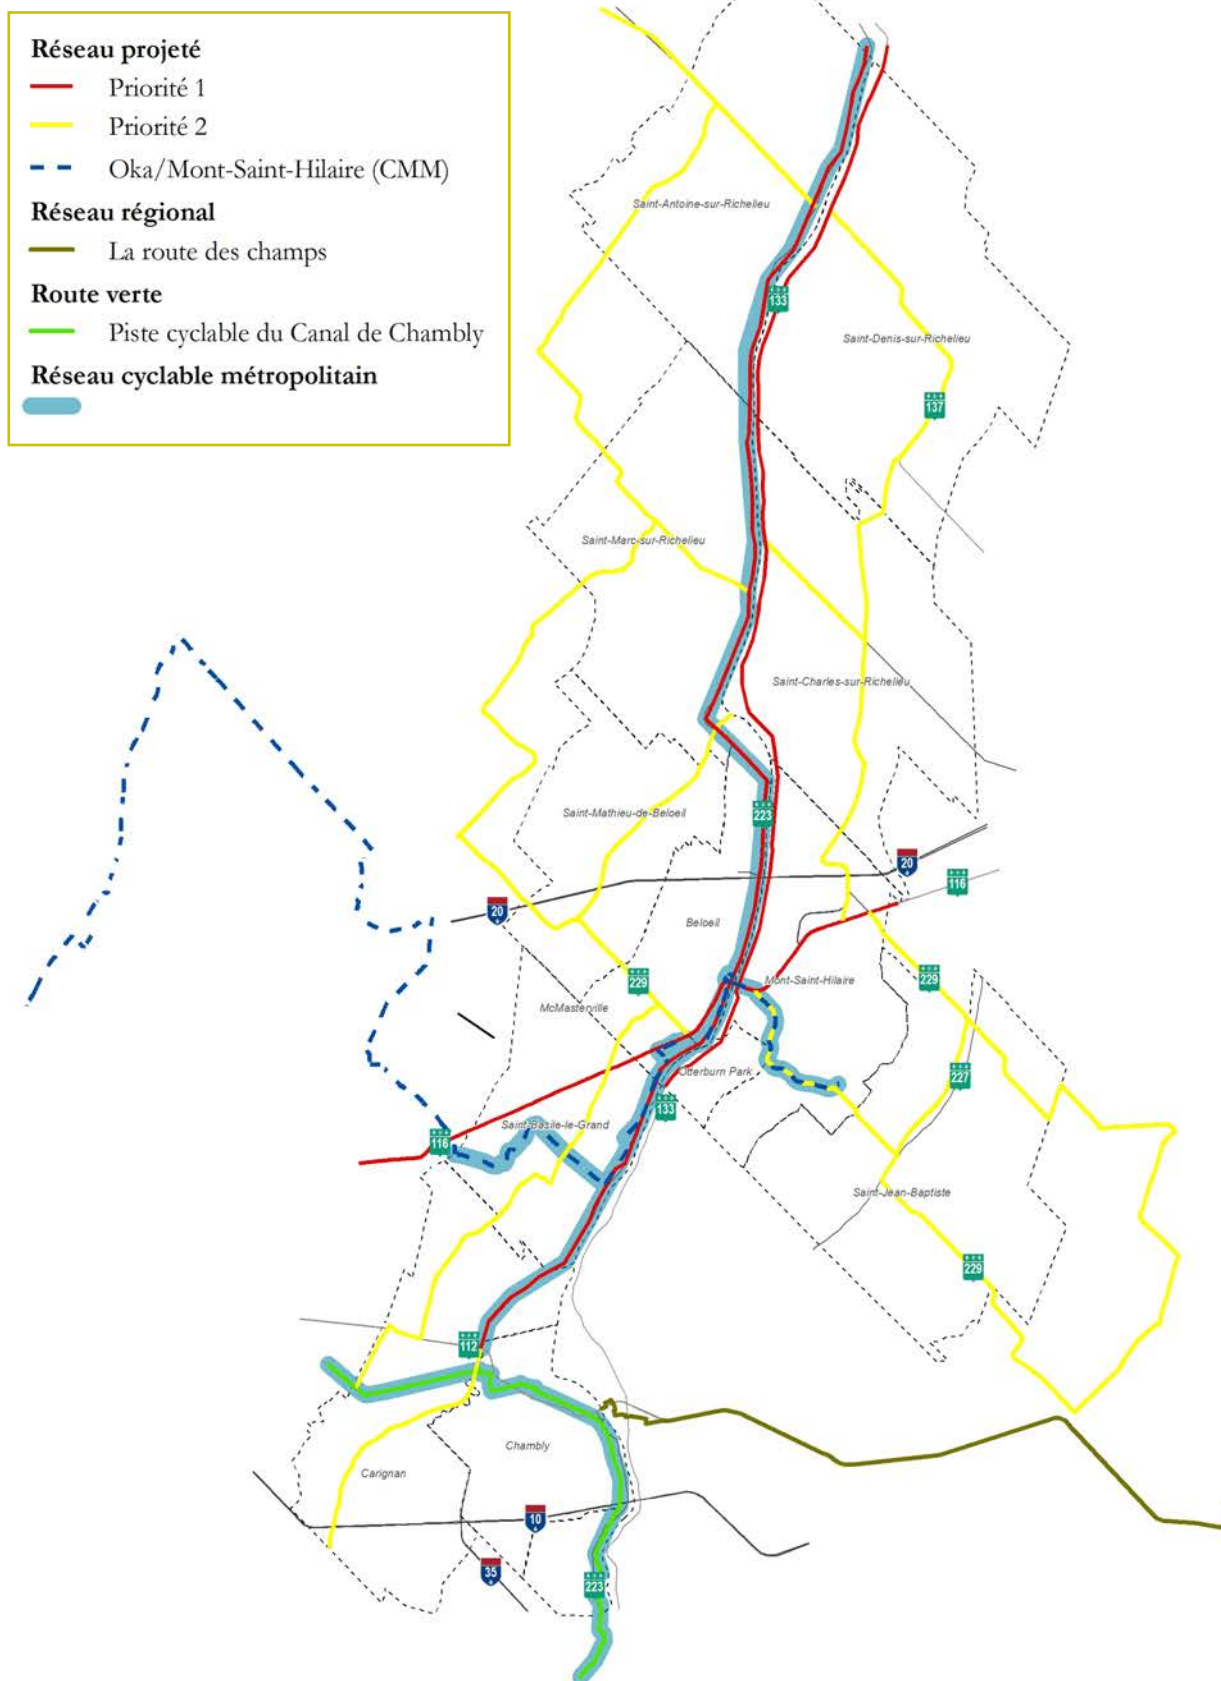 Réseau projeté
Priorité 1
Priorité 2
Oka/Mont-Saint-Hilaire (CMM)
Réseau régional
La route des champs
Route verte
Piste cyclable du Canal de Chambly
Réseau cyclable métropolitain
Saint-Antoine-sur-Richelieu
133
Saint-Denis-sur-Richelieu
137
Saint-Marc-sur-Richelieu
Saint-Charles-sur-Richelieu
Saint-Mathieu-de-Beloeil
223
20
116
20
Beloeil
229
Mont-Saint-Hilaire
229
McMasterville
Otterburn Park
227
133
Saint-Basile-le-Grand
116
Saint-Jean-Baptiste
229
112
Chambly
Carignan
10
35
223